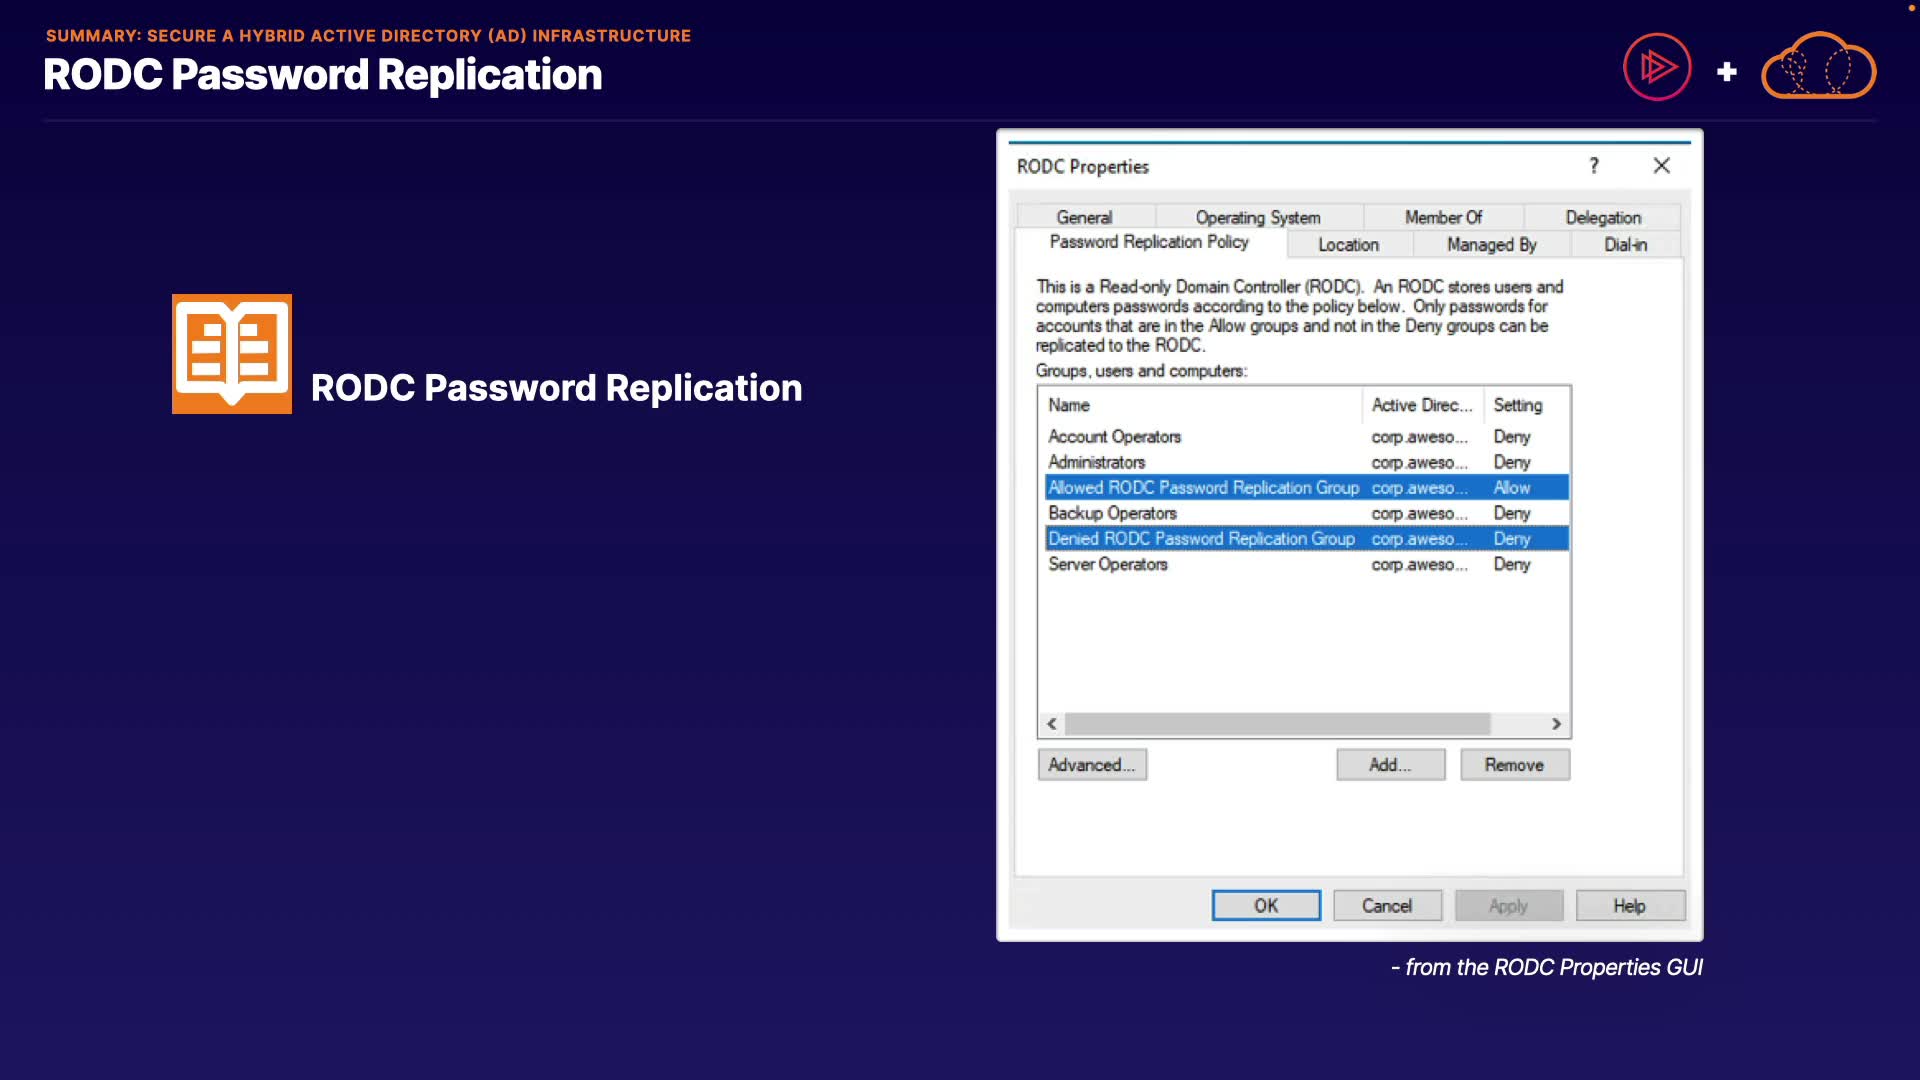 SUMMARY: SECURE A HYBRID ACTIVE DIRECTORY (AD) INFRASTRUCTURE
RODC Password Replication
RODC Password Replication
RODC Properties ?
General Operating System Member Of Delegation
Password Replication Policy Location Managed By Dial-in
This is a Read-only Domain Controller (RODC). An RODC stores users and
computers passwords according to the policy below. Only passwords for
accounts that are in the Allow groups and not in the Deny groups can be
replicated to the RODC.
Groups, users and computers:
Name Active Direc... Setting
Account Operators corp.aweso... Deny
Administrators corp.aweso... Deny
Allowed RODC Password Replication Group corp.aweso... Allow
Backup Operators corp.aweso... Deny
Denied RODC Password Replication Group corp.aweso... Deny
Server Operators corp.aweso... Deny
Advanced... Add... Remove
OK Cancel Apply Help
- from the RODC Properties GUI